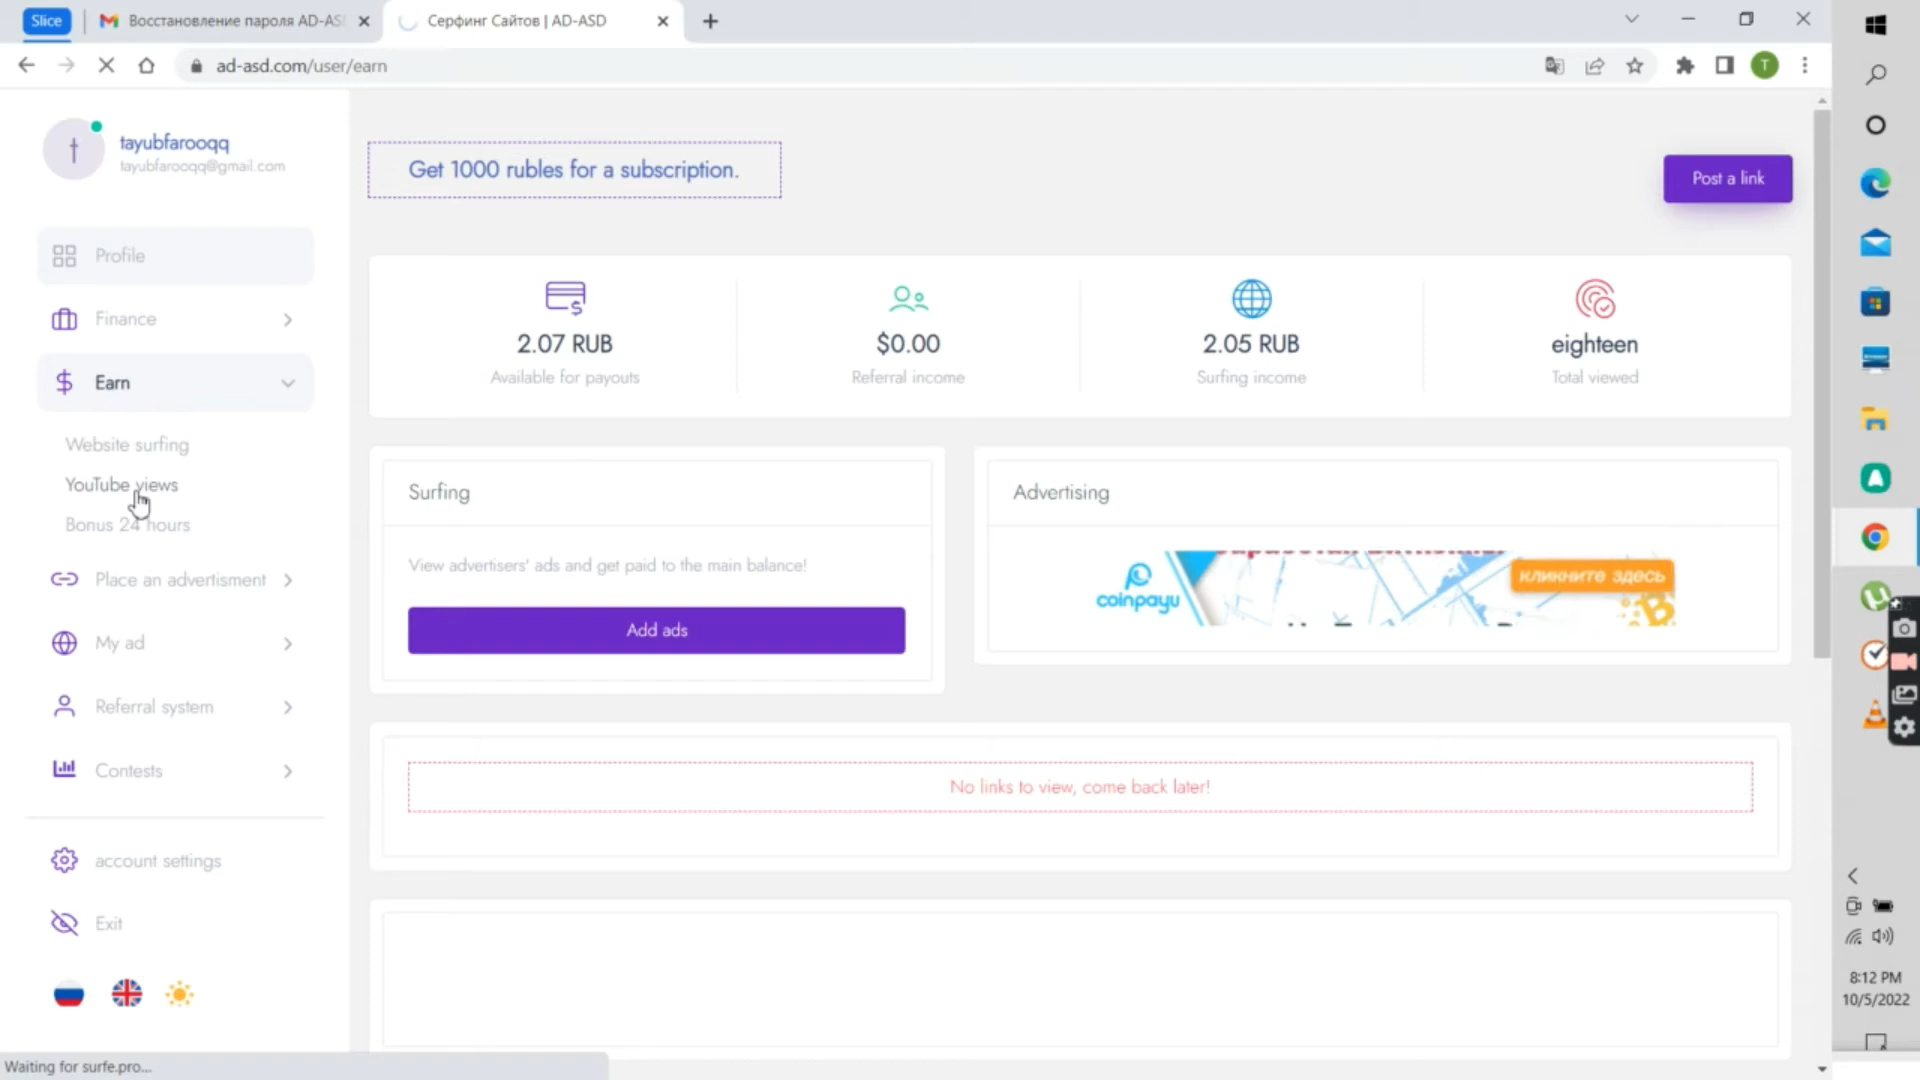 Slice
Восстановление пароля AD-AS
Серфинг Сайтов | AD-ASD
ad-asd.com/user/earn
T
t
tayubfarooqq
tayubfarooqq@gmail.com
Get 1000 rubles for a subscription.
Post a link
Profile
Finance
Earn
Website surfing
YouTube views
Bonus 24 hours
Place an advertisment
My ad
Referral system
Contests
account settings
Exit
2.07 RUB
Available for payouts
$0.00
Referral income
2.05 RUB
Surfing income
eighteen
Total viewed
Surfing
View advertisers' ads and get paid to the main balance!
Add ads
Advertising
coinpayu
кликните здесь
No links to view, come back later!
8:12 PM
10/5/2022
Waiting for surfe.pro...